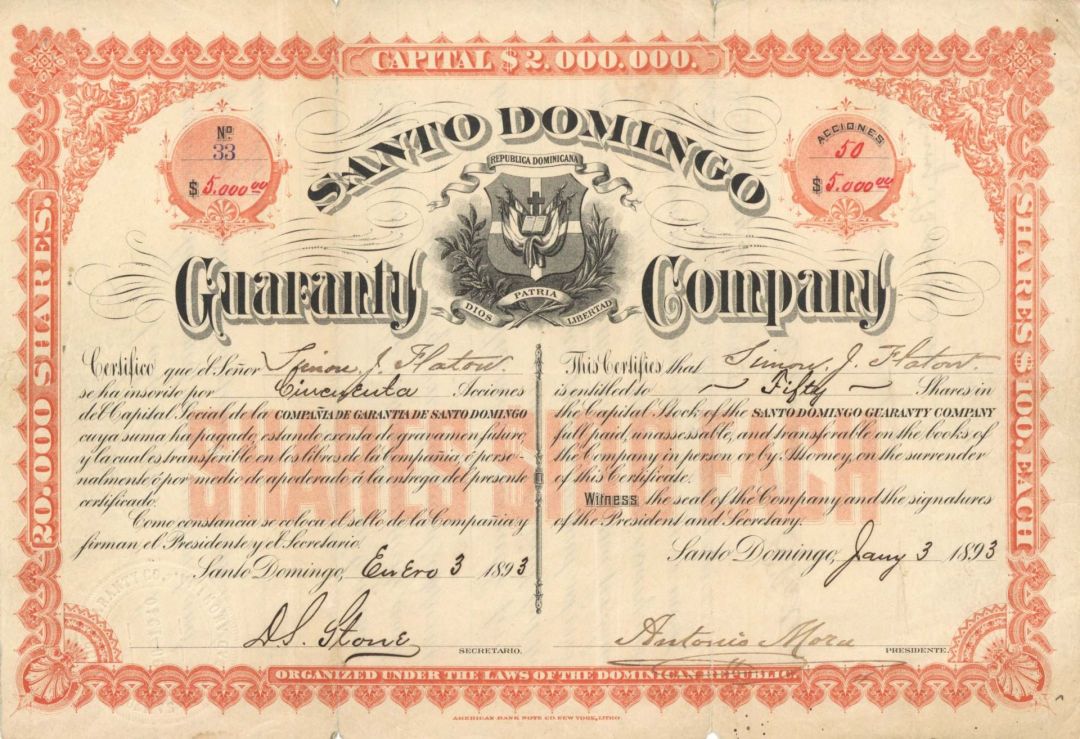 CAPITAL $2.000.000.
Nº 33
$ 5.000 00
ACCIONES
50
$ 5.000 00
SANTO DOMINGO
REPUBLICA DOMINICANA
DIOS PATRIA LIBERTAD
Guaranty Company
20.000 SHARES.
SHARES $100. EACH
SHARES $100 EACH
Certifico que el Señor Simon J. Flatow.
se ha inscrito por Cincuenta Acciones
del Capital Social de la COMPAÑIA DE GARANTIA DE SANTO DOMINGO
cuya suma ha pagado, estando exenta de gravamen futuro,
y la cual es transferible en los libros de la Compañia, ó perso-
nalmente ó por medio de apoderado á la entrega del presente
certificado.
Como constancia se coloca el sello de la Compañia y
firman, el Presidente y el Secretario.
Santo Domingo, Enero 3 1893
D.S. Stone
SECRETARIO.
This Certifies that Simon J. Flatow.
is entitled to ~ Fifty ~ Shares in
the Capital Stock of the SANTO DOMINGO GUARANTY COMPANY
full paid, unassessable, and transferable on the books of
the Company in person or by Attorney, on the surrender
of this Certificate.
Witness the seal of the Company and the signatures
of the President and Secretary.
Santo Domingo, Jany 3 1893
Antonio Mora
PRESIDENTE.
ORGANIZED UNDER THE LAWS OF THE DOMINICAN REPUBLIC.
AMERICAN BANK NOTE CO. NEW YORK, LITHO